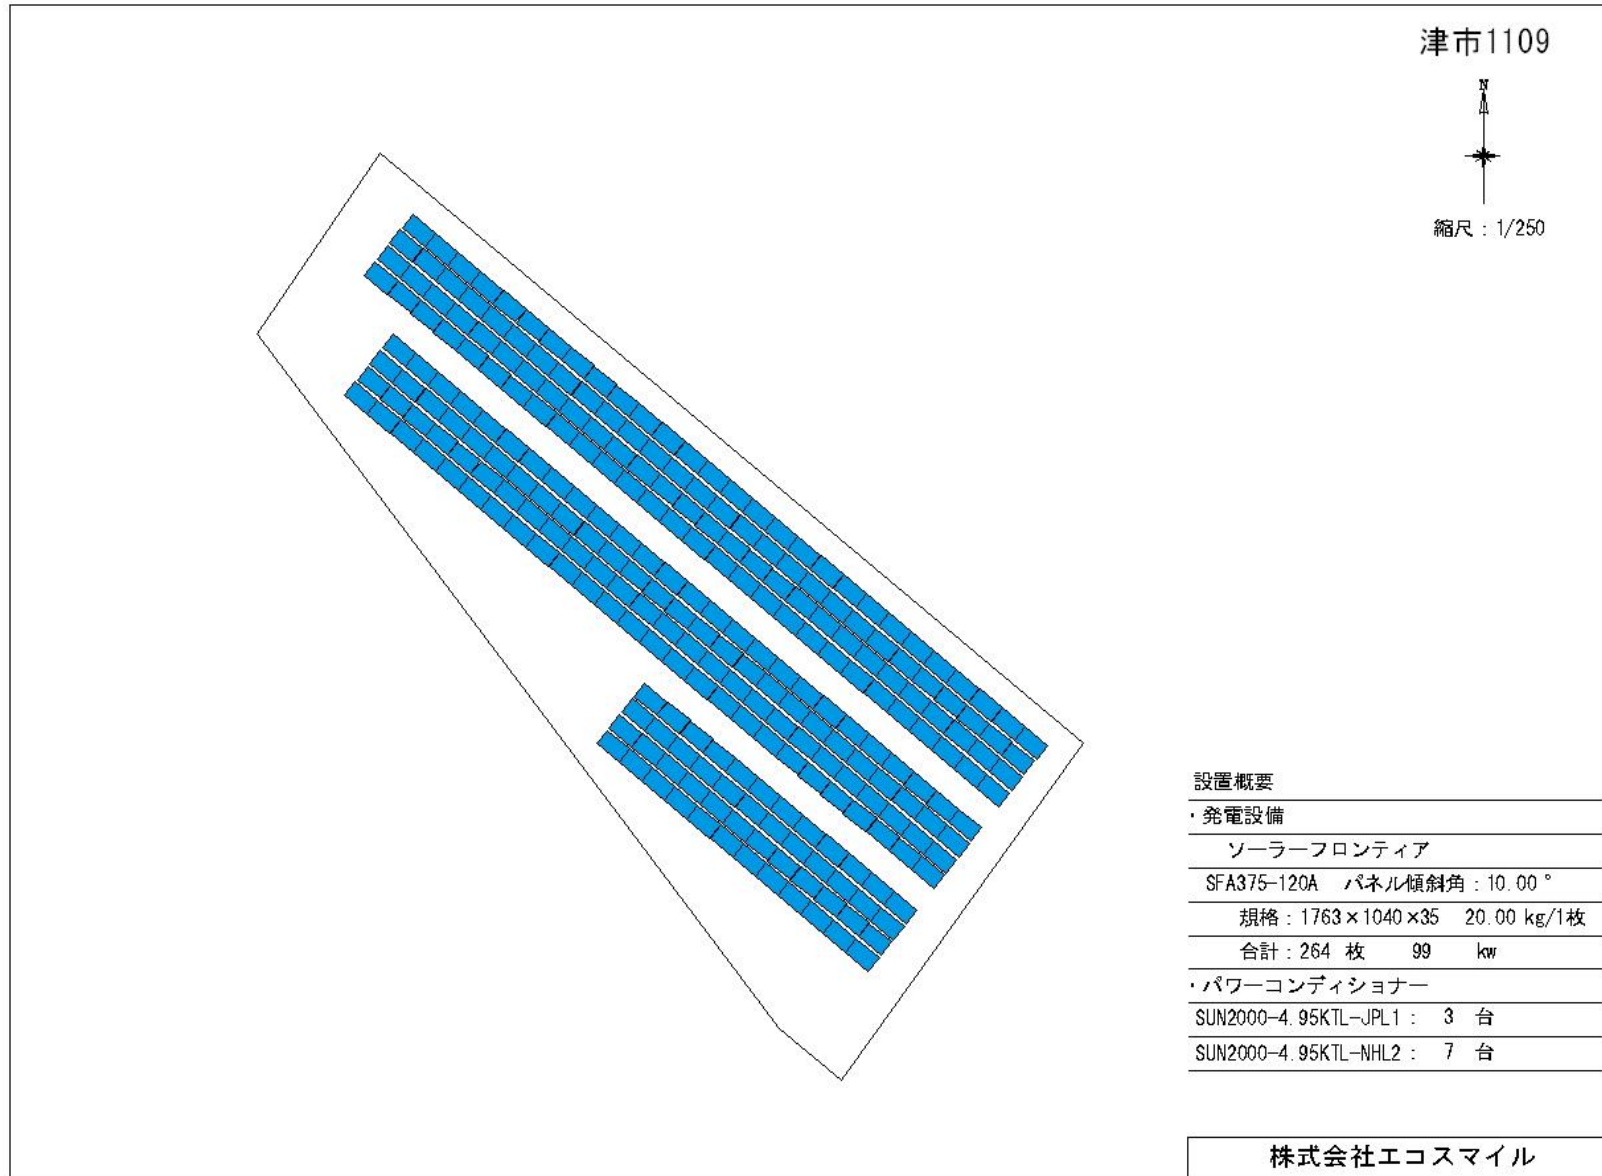 津市1109
N
縮尺：1/250
設置概要
・発電設備
ソーラーフロンティア
SFA375-120A パネル傾斜角：10.00°
規格：1763×1040×35 20.00 kg/1枚
合計：264 枚 99 kw
・パワーコンディショナー
SUN2000-4.95KTL-JPL1： 3 台
SUN2000-4.95KTL-NHL2： 7 台
株式会社エコスマイル